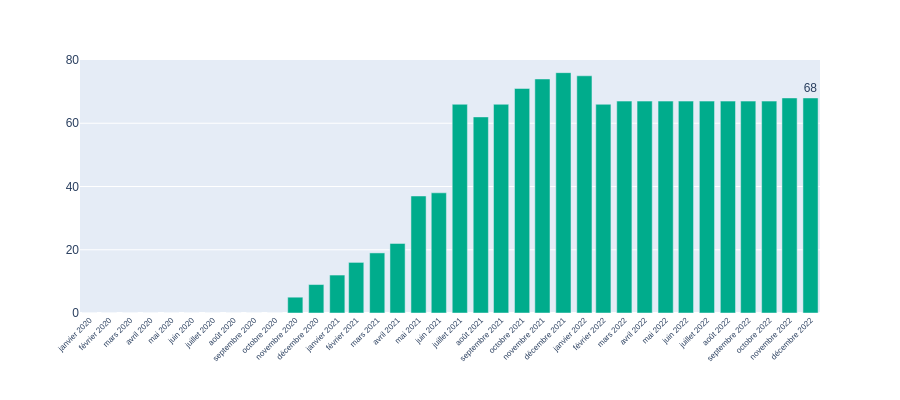 80
60
40
20
0
68
janvier 2020
février 2020
mars 2020
avril 2020
mai 2020
juin 2020
juillet 2020
août 2020
septembre 2020
octobre 2020
novembre 2020
décembre 2020
janvier 2021
février 2021
mars 2021
avril 2021
mai 2021
juin 2021
juillet 2021
août 2021
septembre 2021
octobre 2021
novembre 2021
décembre 2021
janvier 2022
février 2022
mars 2022
avril 2022
mai 2022
juin 2022
juillet 2022
août 2022
septembre 2022
octobre 2022
novembre 2022
décembre 2022